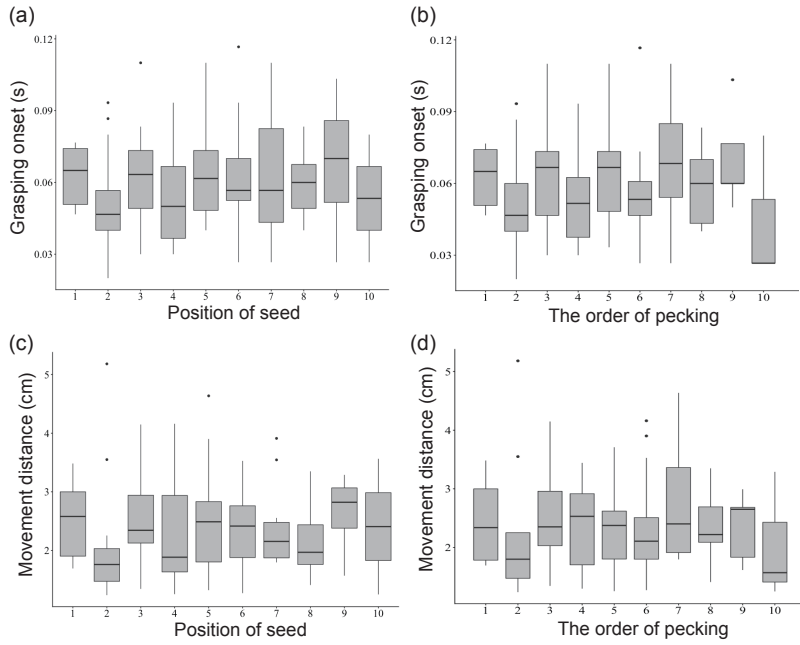 (a)
Grasping onset (s)
0.12
0.09
0.06
0.03
1 2 3 4 5 6 7 8 9 10
Position of seed
(b)
Grasping onset (s)
0.12
0.09
0.06
0.03
1 2 3 4 5 6 7 8 9 10
The order of pecking
(c)
Movement distance (cm)
5
4
3
2
1 2 3 4 5 6 7 8 9 10
Position of seed
(d)
Movement distance (cm)
5
4
3
2
1 2 3 4 5 6 7 8 9 10
The order of pecking